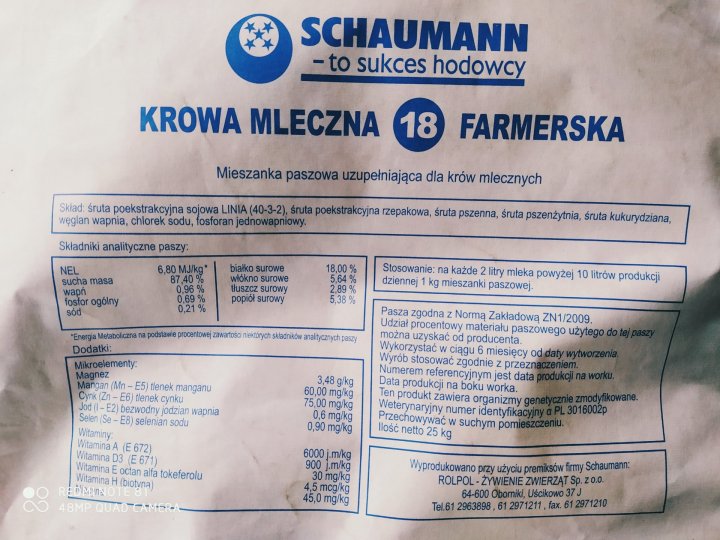 SCHAUMANN
– to sukces hodowcy
KROWA MLECZNA 18 FARMERSKA
Mieszanka paszowa uzupełniająca dla krów mlecznych
Skład: śruta poekstrakcyjna sojowa LINIA (40-3-2), śruta poekstrakcyjna rzepakowa, śruta pszenna, śruta pszenżytnia, śruta kukurydziana,
węglan wapnia, chlorek sodu, fosforan jednowapniowy.
Składniki analityczne paszy:
NEL 6,80 MJ/kg*
sucha masa 87,40 %
wapń 0,96 %
fosfor ogólny 0,69 %
sód 0,21 %
białko surowe 18,00 %
włókno surowe 5,64 %
tłuszcz surowy 2,89 %
popiół surowy 5,38 %
*Energia Metaboliczna na podstawie procentowej zawartości niektórych składników analitycznych paszy
Dodatki:
Mikroelementy:
Magnez 3,48 g/kg
Mangan (Mn – E5) tlenek manganu 60,00 mg/kg
Cynk (Zn – E6) tlenek cynku 75,00 mg/kg
Jod (I – E2) bezwodny jodzian wapnia 0,6 mg/kg
Selen (Se – E8) selenian sodu 0,90 mg/kg
Witaminy:
Witamina A (E 672) 6000 j.m/kg
Witamina D3 (E 671) 900 j.m/kg
Witamina E octan alfa tokeferolu 30 mg/kg
Witamina H (biotyna) 4,5 mcg/kg
45,0 mg/kg
Stosowanie: na każde 2 litry mleka powyżej 10 litrów produkcji
dziennej 1 kg mieszanki paszowej.
Pasza zgodna z Normą Zakładową ZN1/2009.
Udział procentowy materiału paszowego użytego do tej paszy
można uzyskać od producenta.
Wykorzystać w ciągu 6 miesięcy od daty wytworzenia.
Wyrób stosować zgodnie z przeznaczeniem.
Numerem referencyjnym jest data produkcji na worku.
Data produkcji na boku worka.
Ten produkt zawiera organizmy genetycznie zmodyfikowane.
Weterynaryjny numer identyfikacyjny α PL 3016002p
Przechowywać w suchym pomieszczeniu.
Ilość netto 25 kg
Wyprodukowano przy użyciu premiksów firmy Schaumann:
ROLPOL - ŻYWIENIE ZWIERZĄT Sp. z o.o.
64-600 Oborniki, Uścikowo 37 J
Tel.61 2963898 , 61 2971211 , fax. 61 2971210
REDMI NOTE 8T
48MP QUAD CAMERA